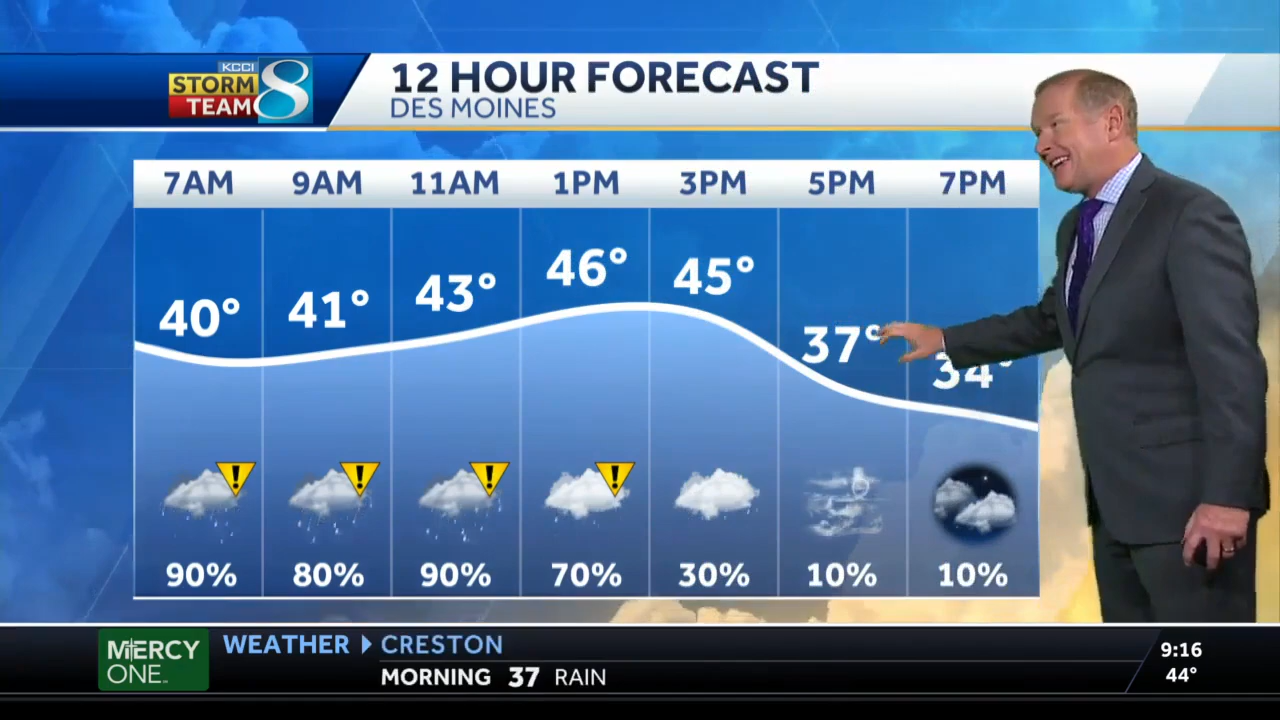 KCCI
STORM
TEAM 8
12 HOUR FORECAST
DES MOINES
7AM 9AM 11AM 1PM 3PM 5PM 7PM
40° 41° 43° 46° 45° 37° 34°
! ! ! !
90% 80% 90% 70% 30% 10% 10%
MERCY
ONE
WEATHER CRESTON
MORNING 37 RAIN
9:16
44°